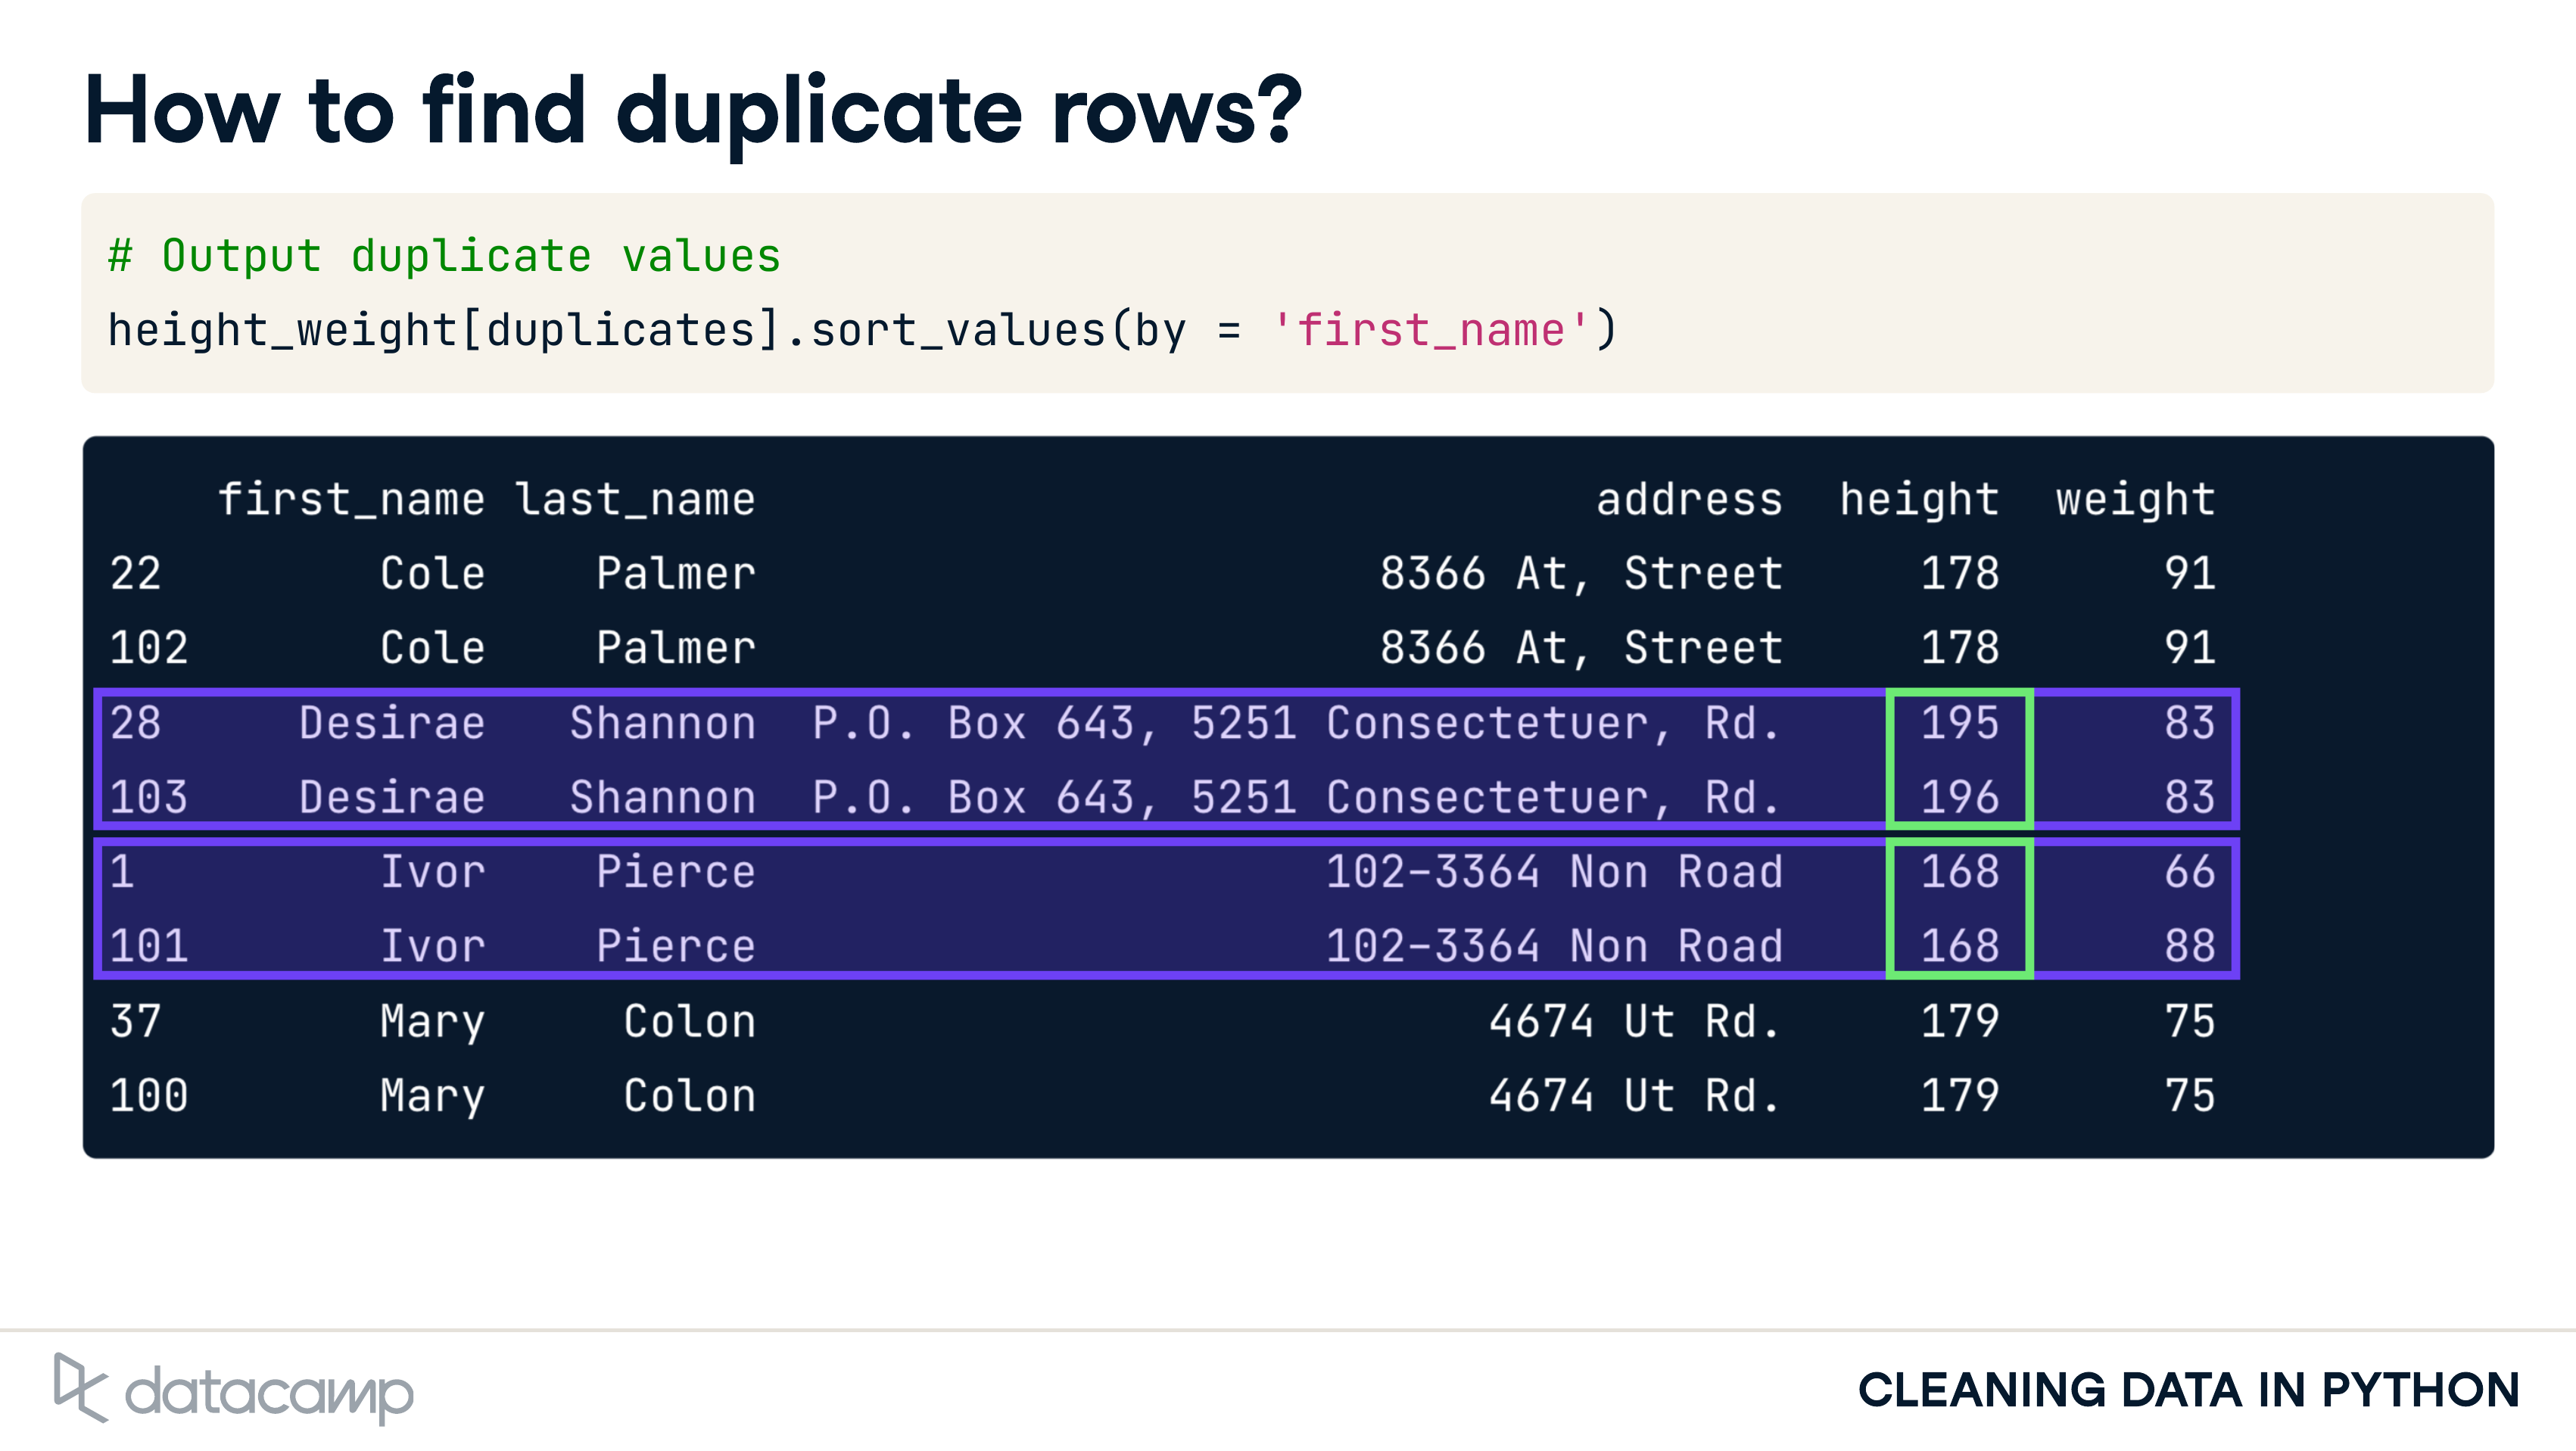 How to find duplicate rows?
# Output duplicate values
height_weight[duplicates].sort_values(by = 'first_name')
first_name last_name address height weight
22 Cole Palmer 8366 At, Street 178 91
102 Cole Palmer 8366 At, Street 178 91
28 Desirae Shannon P.O. Box 643, 5251 Consectetuer, Rd. 195 83
103 Desirae Shannon P.O. Box 643, 5251 Consectetuer, Rd. 196 83
1 Ivor Pierce 102-3364 Non Road 168 66
101 Ivor Pierce 102-3364 Non Road 168 88
37 Mary Colon 4674 Ut Rd. 179 75
100 Mary Colon 4674 Ut Rd. 179 75
datacamp
CLEANING DATA IN PYTHON